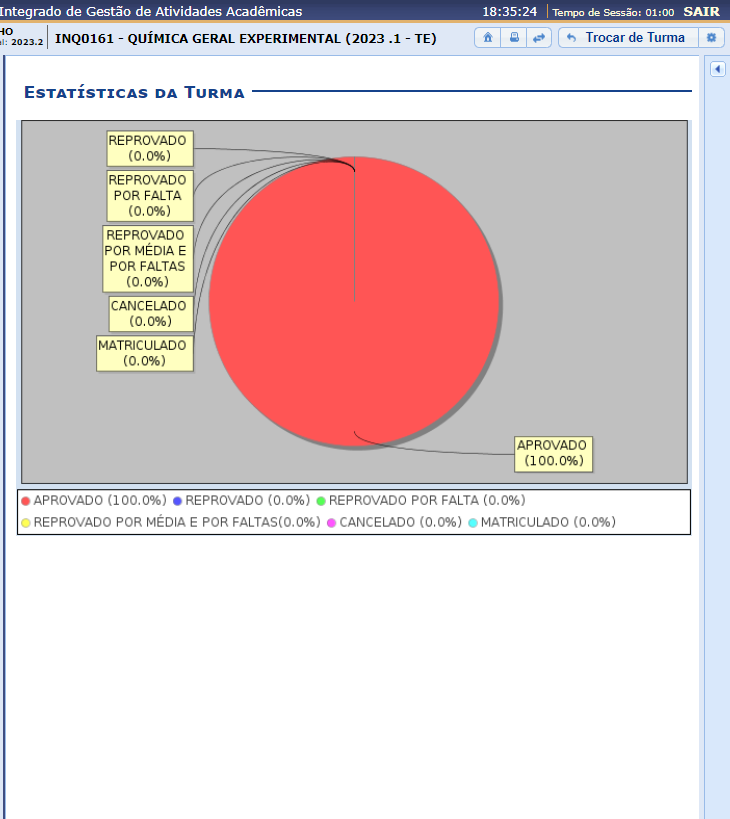 Integrado de Gestão de Atividades Acadêmicas 18:35:24 Tempo de Sessão: 01:00 SAIR
2023.2 INQ0161 - QUÍMICA GERAL EXPERIMENTAL (2023 .1 - TE) Trocar de Turma
Estatísticas da Turma
REPROVADO
(0.0%)
REPROVADO
POR FALTA
(0.0%)
REPROVADO
POR MÉDIA E
POR FALTAS
(0.0%)
CANCELADO
(0.0%)
MATRICULADO
(0.0%)
APROVADO
(100.0%)
APROVADO (100.0%) REPROVADO (0.0%) REPROVADO POR FALTA (0.0%)
REPROVADO POR MÉDIA E POR FALTAS(0.0%) CANCELADO (0.0%) MATRICULADO (0.0%)